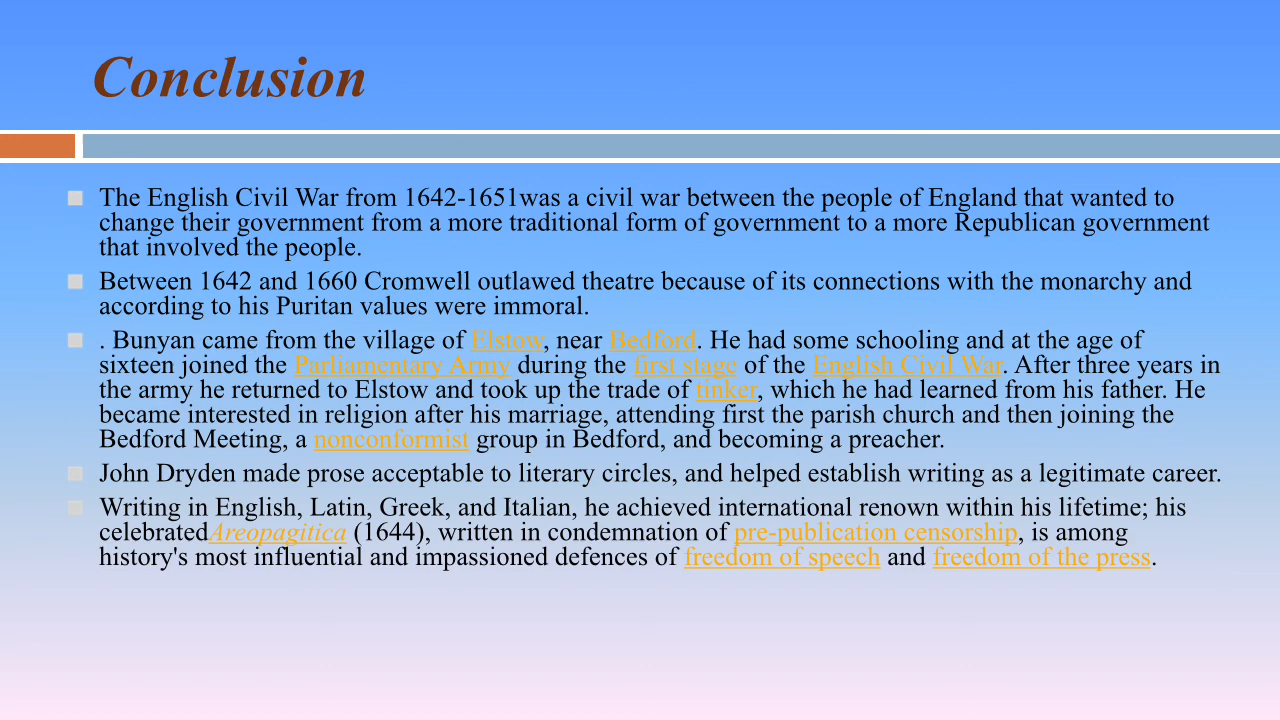 Conclusion
The English Civil War from 1642-1651was a civil war between the people of England that wanted to
change their government from a more traditional form of government to a more Republican government
that involved the people.
Between 1642 and 1660 Cromwell outlawed theatre because of its connections with the monarchy and
according to his Puritan values were immoral.
. Bunyan came from the village of Elstow, near Bedford. He had some schooling and at the age of
sixteen joined the Parliamentary Army during the first stage of the English Civil War. After three years in
the army he returned to Elstow and took up the trade of tinker, which he had learned from his father. He
became interested in religion after his marriage, attending first the parish church and then joining the
Bedford Meeting, a nonconformist group in Bedford, and becoming a preacher.
John Dryden made prose acceptable to literary circles, and helped establish writing as a legitimate career.
Writing in English, Latin, Greek, and Italian, he achieved international renown within his lifetime; his
celebratedAreopagitica (1644), written in condemnation of pre-publication censorship, is among
history's most influential and impassioned defences of freedom of speech and freedom of the press.